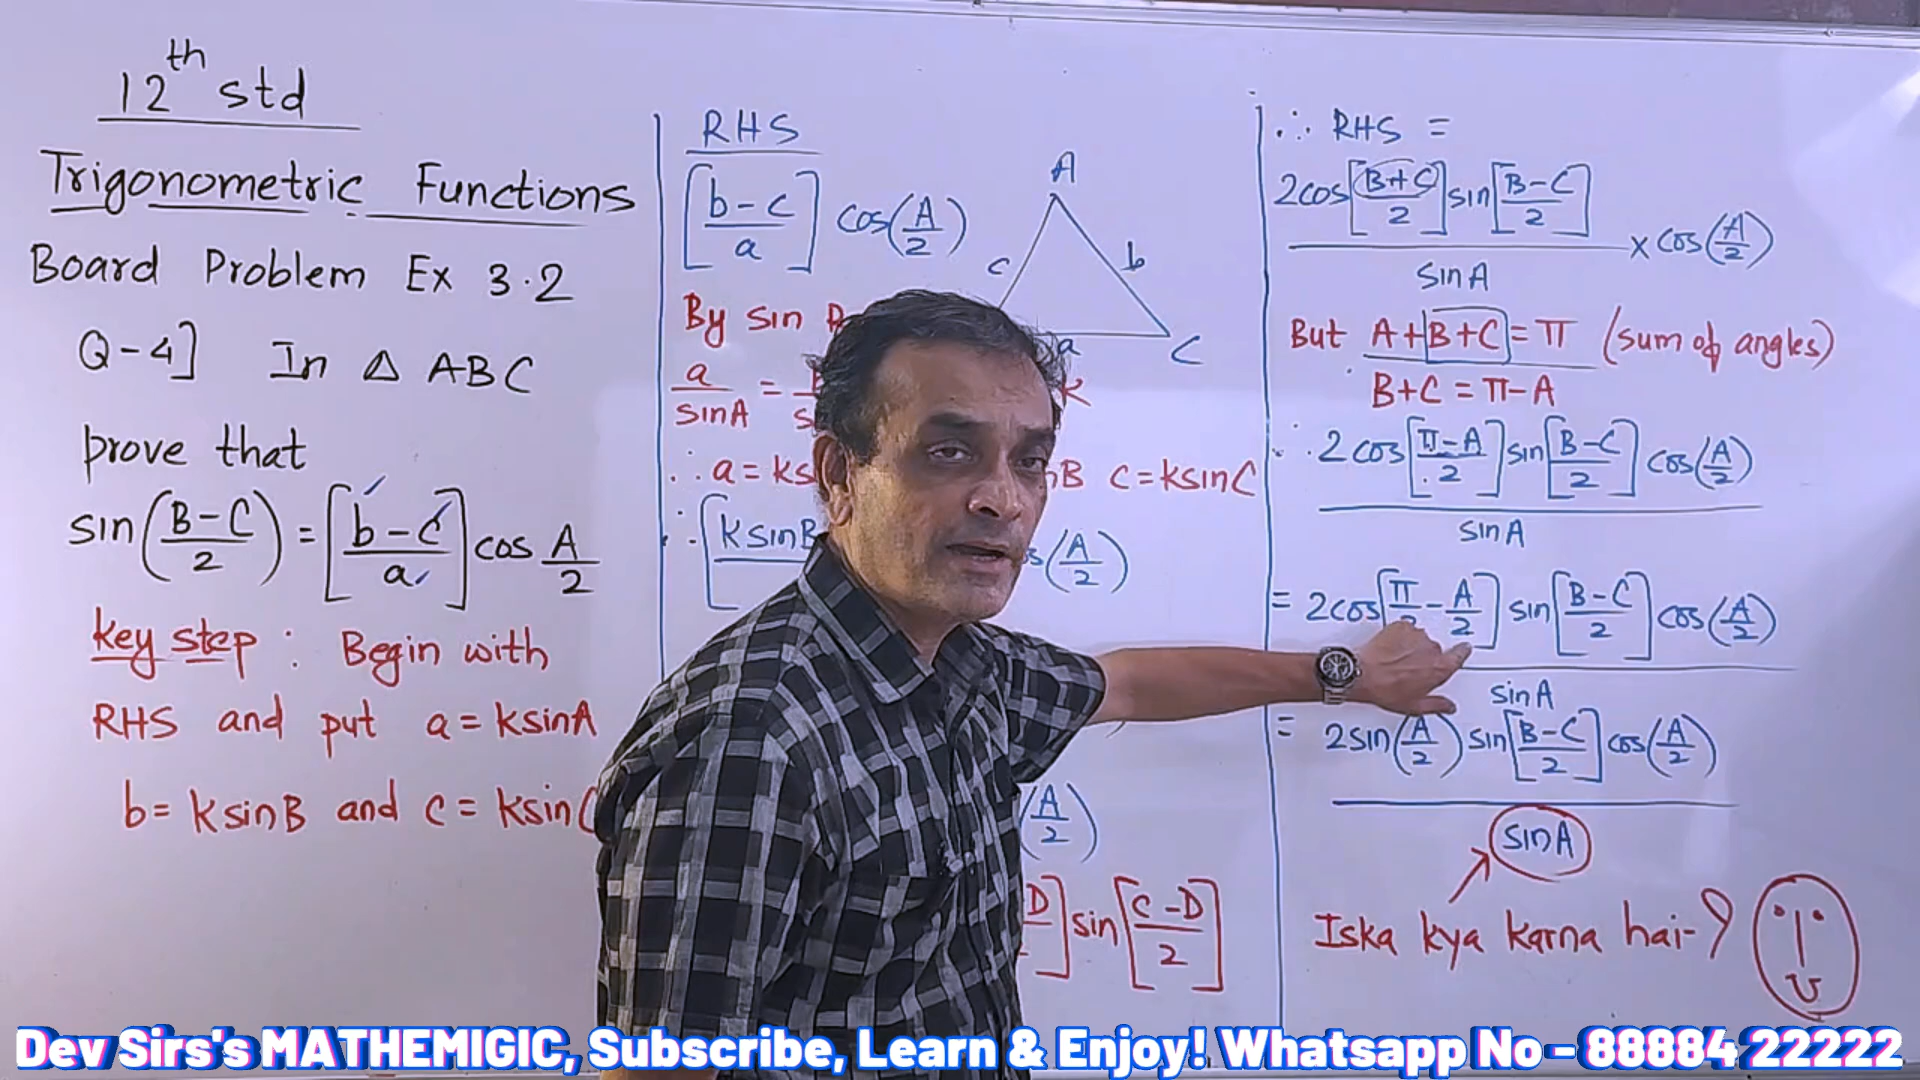 12th std
Trigonometric Functions
Board Problem Ex 3.2
Q-4] In △ ABC
prove that
sin(B-C/2) = [b-c/a] cos A/2
key step : Begin with
RHS and put a = ksinA
b = ksinB and c = ksinC
RHS
[b-c/a] cos(A/2)
A
c b
a C
By sin
a/sinA = k
∴ a = ks B c = ksinC
∴ [ksinB (A/2)
(A/2)
D] sin[C-D/2]
∴ RHS =
2cos[B+C/2] sin[B-C/2] / sinA × cos(A/2)
But A+B+C = π (sum of angles)
B+C = π-A
∴ 2cos[π-A/2] sin[B-C/2] cos(A/2) / sinA
= 2cos[π/2 - A/2] sin[B-C/2] cos(A/2) / sinA
= 2sin(A/2) sin[B-C/2] cos(A/2) / sinA
Iska kya karna hai-?
Dev Sirs's MATHEMIGIC, Subscribe, Learn & Enjoy! Whatsapp No - 88884 22222